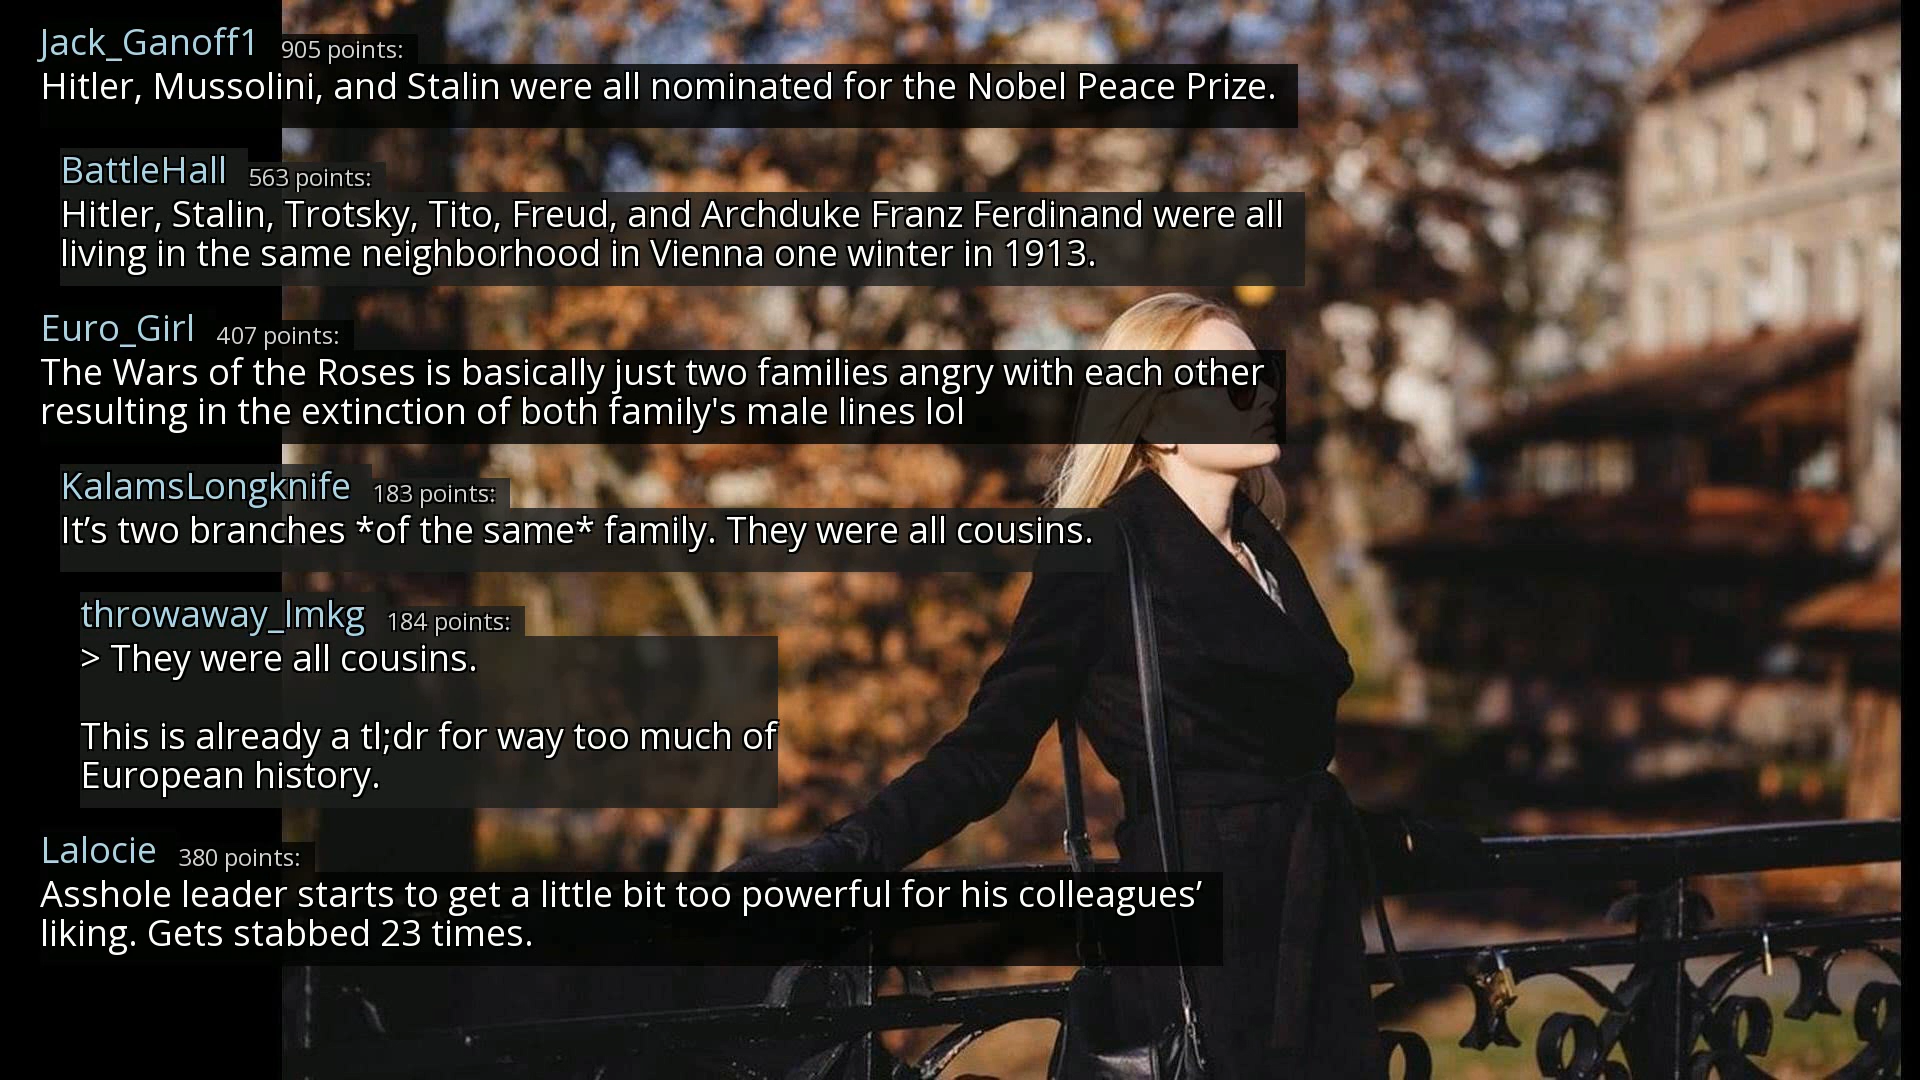 Jack_Ganoff1 905 points:
Hitler, Mussolini, and Stalin were all nominated for the Nobel Peace Prize.
BattleHall 563 points:
Hitler, Stalin, Trotsky, Tito, Freud, and Archduke Franz Ferdinand were all
living in the same neighborhood in Vienna one winter in 1913.
Euro_Girl 407 points:
The Wars of the Roses is basically just two families angry with each other
resulting in the extinction of both family's male lines lol
KalamsLongknife 183 points:
It’s two branches *of the same* family. They were all cousins.
throwaway_lmkg 184 points:
> They were all cousins.
This is already a tl;dr for way too much of
European history.
Lalocie 380 points:
Asshole leader starts to get a little bit too powerful for his colleagues’
liking. Gets stabbed 23 times.